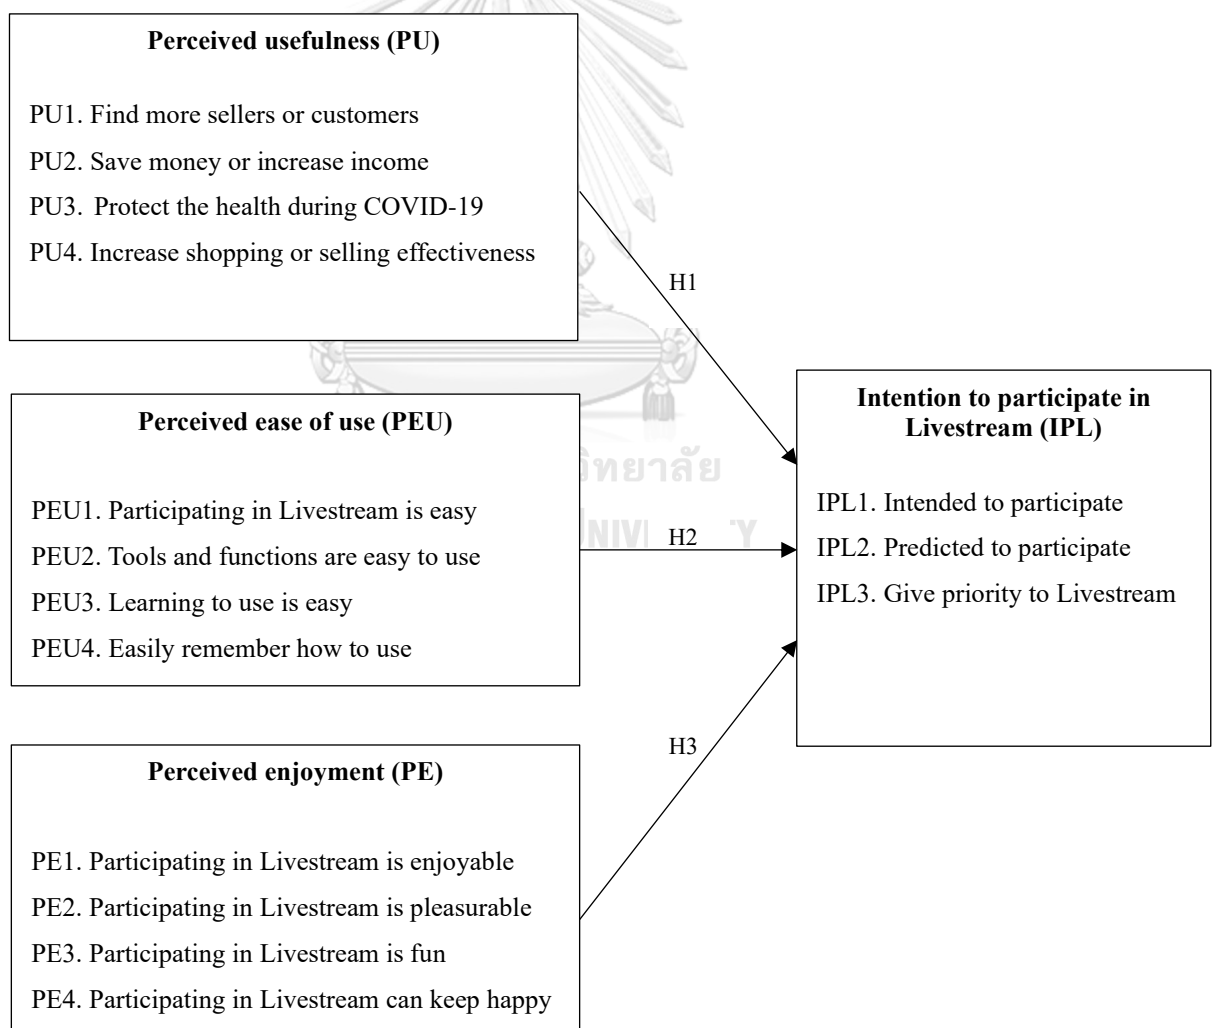 Perceived usefulness (PU)
PU1. Find more sellers or customers
PU2. Save money or increase income
PU3. Protect the health during COVID-19
PU4. Increase shopping or selling effectiveness
H1
Perceived ease of use (PEU)
PEU1. Participating in Livestream is easy
PEU2. Tools and functions are easy to use
PEU3. Learning to use is easy
PEU4. Easily remember how to use
H2
Perceived enjoyment (PE)
PE1. Participating in Livestream is enjoyable
PE2. Participating in Livestream is pleasurable
PE3. Participating in Livestream is fun
PE4. Participating in Livestream can keep happy
H3
Intention to participate in
Livestream (IPL)
IPL1. Intended to participate
IPL2. Predicted to participate
IPL3. Give priority to Livestream